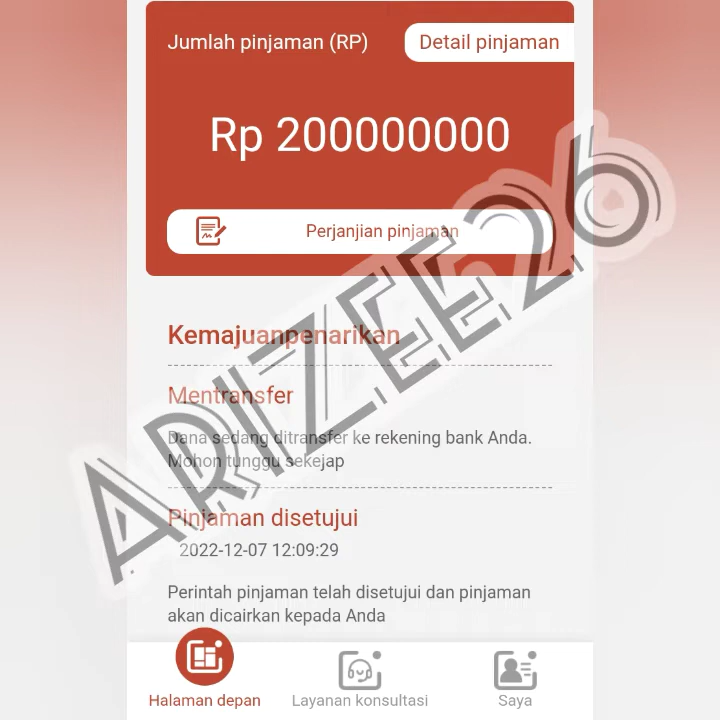 Jumlah pinjaman (RP)
Detail pinjaman
Rp 200000000
Perjanjian pinjaman
Kemajuanpenarikan
Mentransfer
Dana sedang ditransfer ke rekening bank Anda.
Mohon tunggu sekejap
Pinjaman disetujui
2022-12-07 12:09:29
Perintah pinjaman telah disetujui dan pinjaman
akan dicairkan kepada Anda
Halaman depan
Layanan konsultasi
Saya
ARIZEE26